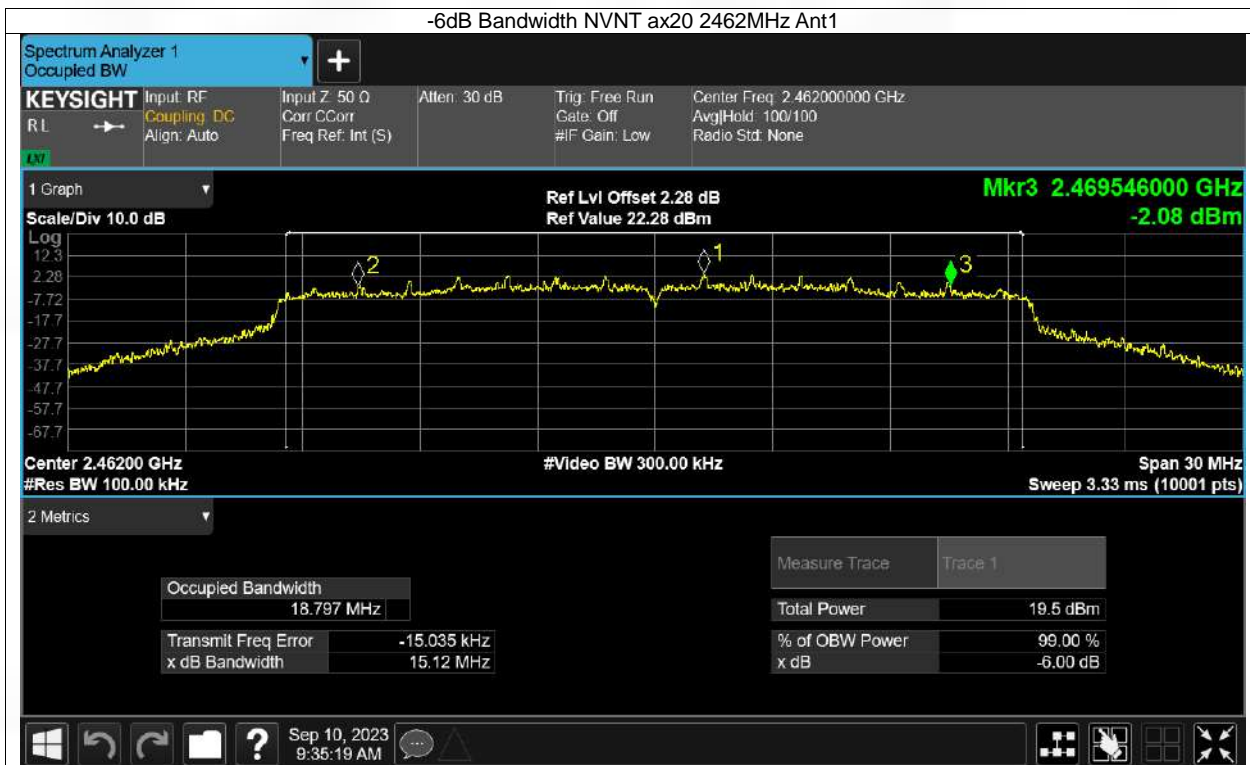 -6dB Bandwidth NVNT ax20 2462MHz Ant1
Spectrum Analyzer 1
Occupied BW
KEYSIGHT
RL
LXI
Input: RF
Coupling: DC
Align: Auto
Input Z: 50 Ω
Corr CCorr
Freq Ref: Int (S)
Atten: 30 dB
Trig: Free Run
Gate: Off
#IF Gain: Low
Center Freq: 2.462000000 GHz
Avg|Hold: 100/100
Radio Std: None
1 Graph
Scale/Div 10.0 dB
Ref Lvl Offset 2.28 dB
Ref Value 22.28 dBm
Mkr3 2.469546000 GHz
-2.08 dBm
Log
12.3
2.28
-7.72
-17.7
-27.7
-37.7
-47.7
-57.7
-67.7
2
1
3
Center 2.46200 GHz
#Res BW 100.00 kHz
#Video BW 300.00 kHz
Span 30 MHz
Sweep 3.33 ms (10001 pts)
2 Metrics
Occupied Bandwidth
18.797 MHz
Transmit Freq Error -15.035 kHz
x dB Bandwidth 15.12 MHz
Measure Trace Trace 1
Total Power 19.5 dBm
% of OBW Power 99.00 %
x dB -6.00 dB
?
Sep 10, 2023
9:35:19 AM